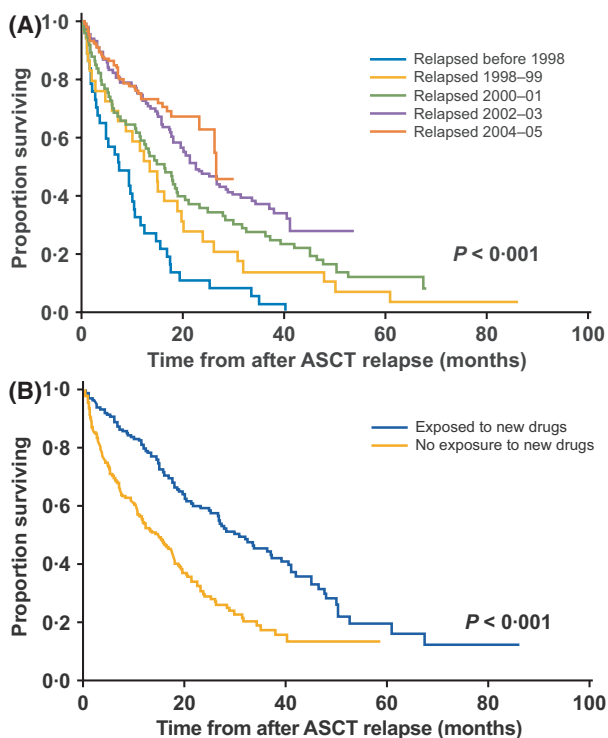 (A)
1·0
0·8
0·6
0·4
0·2
0·0
Proportion surviving
Relapsed before 1998
Relapsed 1998–99
Relapsed 2000–01
Relapsed 2002–03
Relapsed 2004–05
P < 0·001
0 20 40 60 80 100
Time from after ASCT relapse (months)
(B)
1·0
0·8
0·6
0·4
0·2
0·0
Proportion surviving
Exposed to new drugs
No exposure to new drugs
P < 0·001
0 20 40 60 80 100
Time from after ASCT relapse (months)